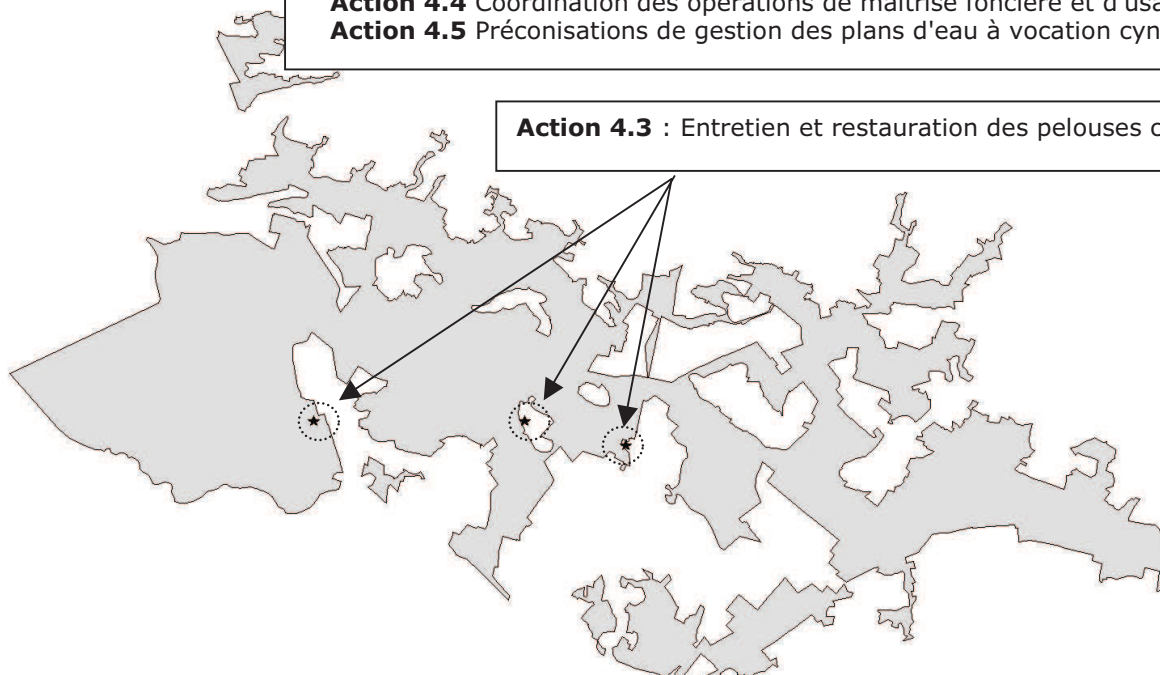 Action 4.4 Coordination des opérations de maîtrise foncière et d'usa
Action 4.5 Préconisations de gestion des plans d'eau à vocation cyn
Action 4.3 : Entretien et restauration des pelouses